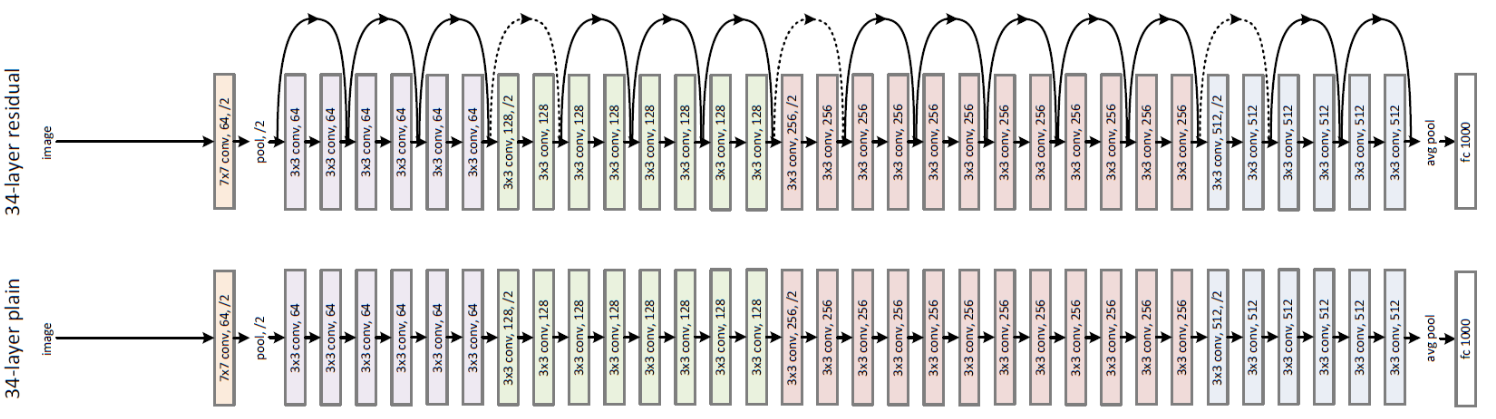 34-layer residual
image
7x7 conv, 64, /2
pool, /2
3x3 conv, 64
3x3 conv, 64
3x3 conv, 64
3x3 conv, 64
3x3 conv, 64
3x3 conv, 64
3x3 conv, 128, /2
3x3 conv, 128
3x3 conv, 128
3x3 conv, 128
3x3 conv, 128
3x3 conv, 128
3x3 conv, 128
3x3 conv, 128
3x3 conv, 256, /2
3x3 conv, 256
3x3 conv, 256
3x3 conv, 256
3x3 conv, 256
3x3 conv, 256
3x3 conv, 256
3x3 conv, 256
3x3 conv, 256
3x3 conv, 256
3x3 conv, 256
3x3 conv, 256
3x3 conv, 512, /2
3x3 conv, 512
3x3 conv, 512
3x3 conv, 512
3x3 conv, 512
3x3 conv, 512
avg pool
fc 1000
34-layer plain
image
7x7 conv, 64, /2
pool, /2
3x3 conv, 64
3x3 conv, 64
3x3 conv, 64
3x3 conv, 64
3x3 conv, 64
3x3 conv, 64
3x3 conv, 128, /2
3x3 conv, 128
3x3 conv, 128
3x3 conv, 128
3x3 conv, 128
3x3 conv, 128
3x3 conv, 128
3x3 conv, 128
3x3 conv, 256, /2
3x3 conv, 256
3x3 conv, 256
3x3 conv, 256
3x3 conv, 256
3x3 conv, 256
3x3 conv, 256
3x3 conv, 256
3x3 conv, 256
3x3 conv, 256
3x3 conv, 256
3x3 conv, 256
3x3 conv, 512, /2
3x3 conv, 512
3x3 conv, 512
3x3 conv, 512
3x3 conv, 512
3x3 conv, 512
avg pool
fc 1000